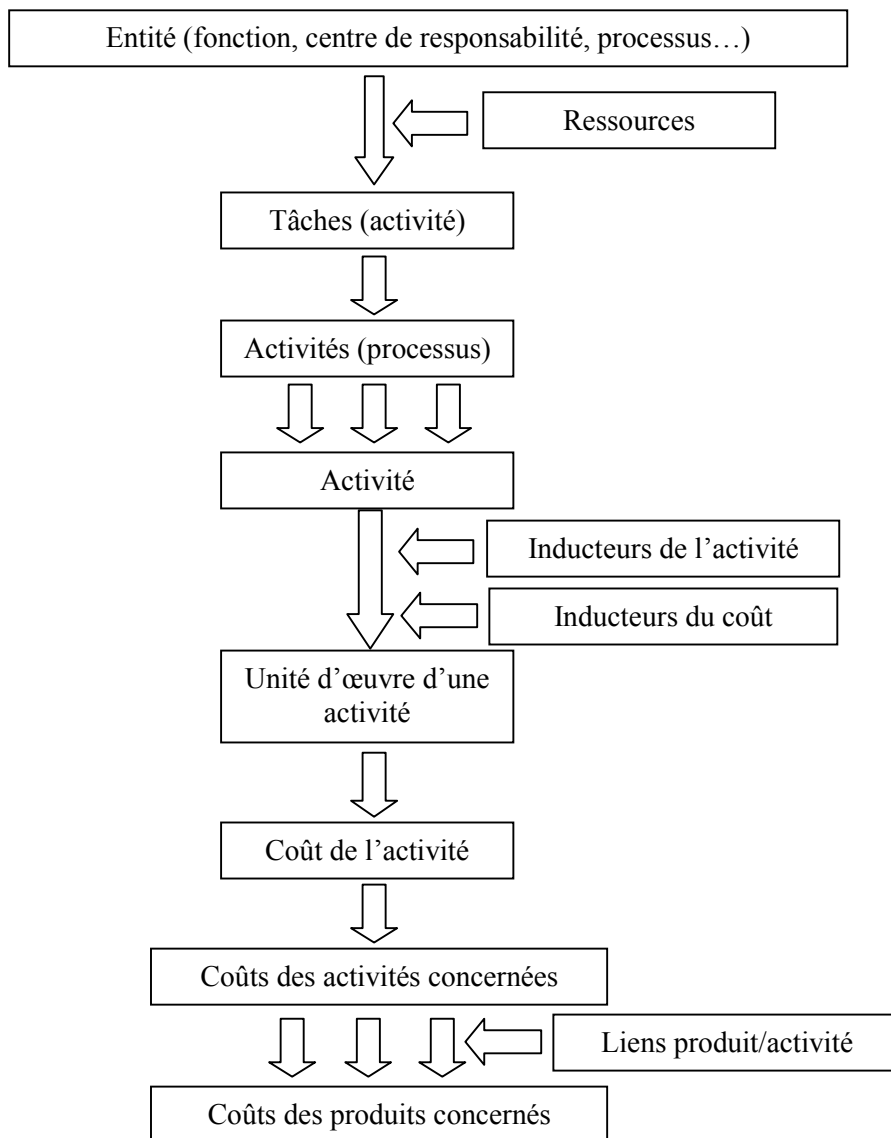 Entité (fonction, centre de responsabilité, processus…)
Ressources
Tâches (activité)
Activités (processus)
Activité
Inducteurs de l’activité
Inducteurs du coût
Unité d’œuvre d’une
activité
Coût de l’activité
Coûts des activités concernées
Liens produit/activité
Coûts des produits concernés